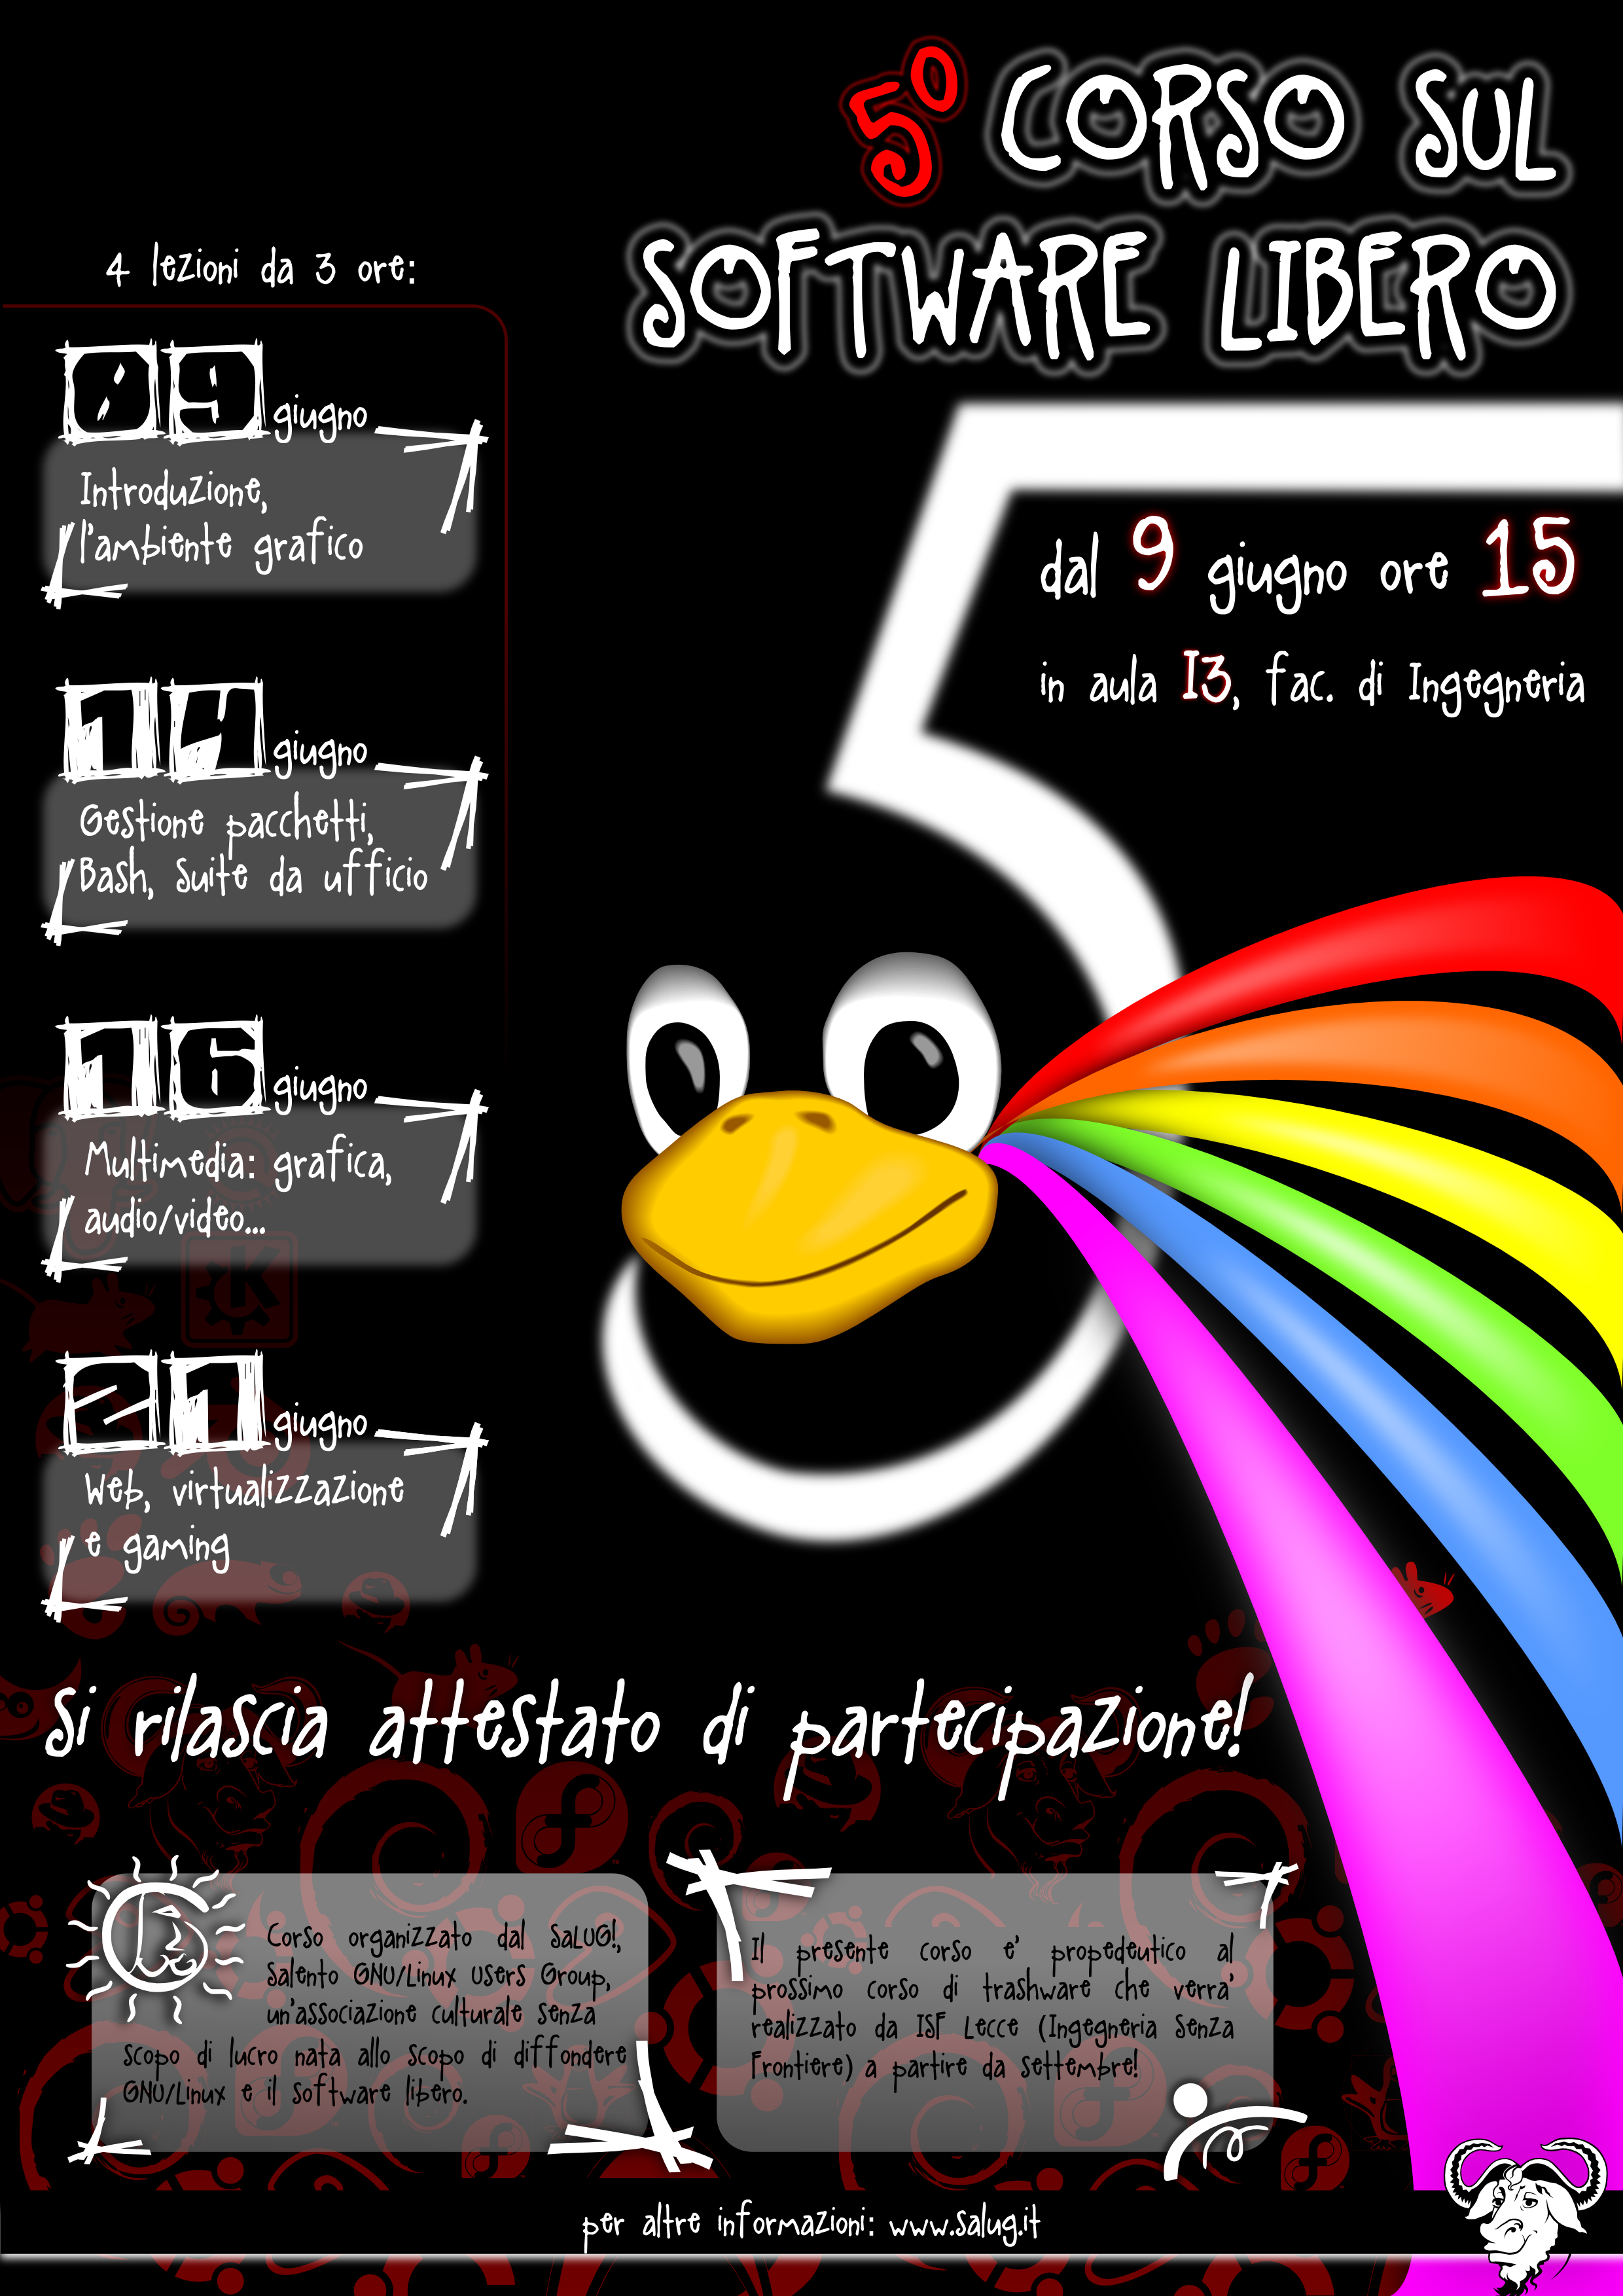 5° CORSO SUL
SOFTWARE LIBERO
4 lezioni da 3 ore:
09 giugno
Introduzione,
l'ambiente grafico
14 giugno
Gestione pacchetti,
Bash, Suite da ufficio
16 giugno
Multimedia: grafica,
audio/video...
21 giugno
Web, virtualizzazione
e gaming
5
dal 9 giugno ore 15
in aula I3, fac. di Ingegneria
Si rilascia attestato di partecipazione!
Corso organizzato dal SaLUG!,
Salento GNU/Linux Users Group,
un'associazione culturale senza
scopo di lucro nata allo scopo di diffondere
GNU/Linux e il software libero.
Il presente corso e' propedeutico al
prossimo corso di trashware che verra'
realizzato da ISF Lecce (Ingegneria Senza
Frontiere) a partire da settembre!
per altre informazioni: www.salug.it